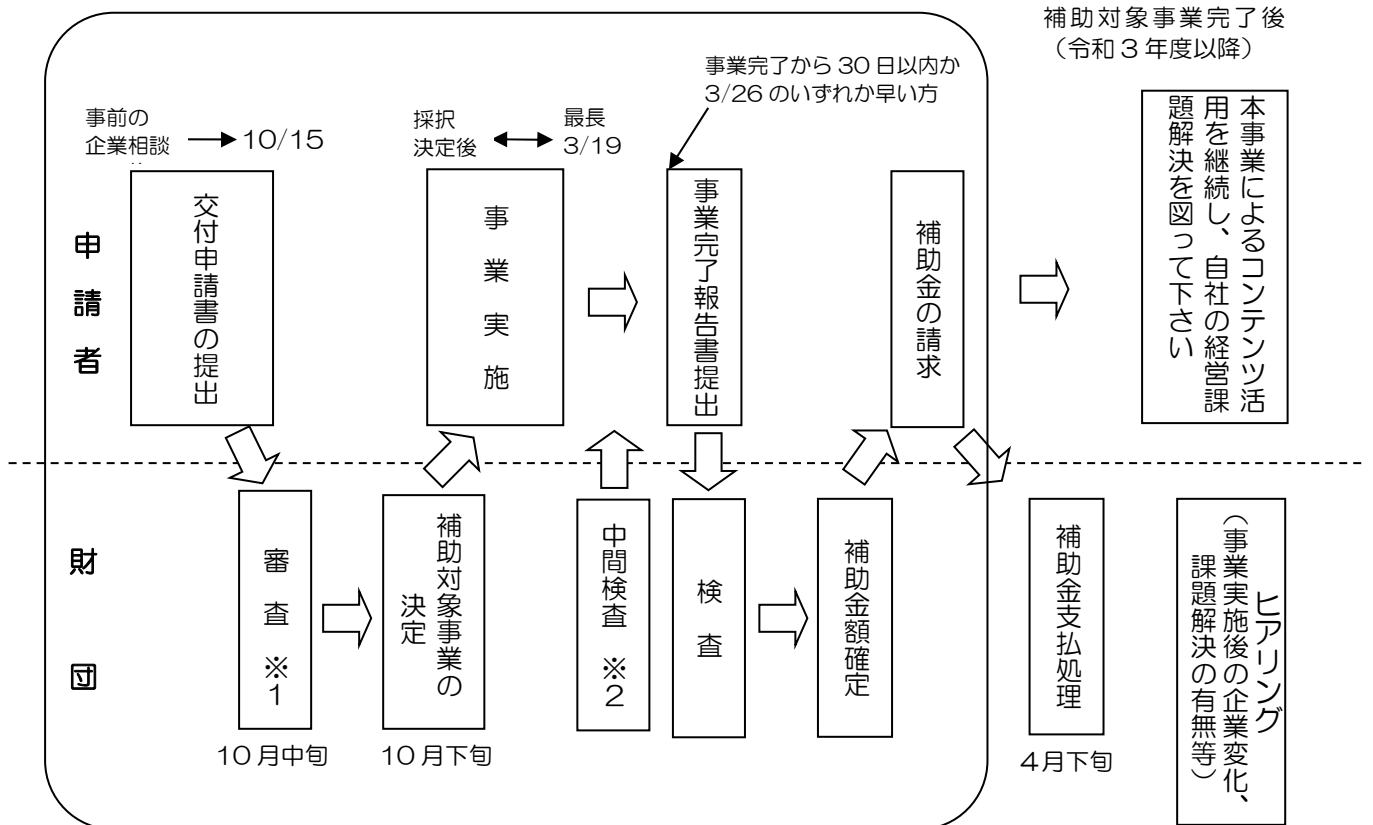 補助対象事業完了後
（令和３年度以降）
事業完了から 30 日以内か
3/26 のいずれか早い方
事前の
企業相談
10/15
採択
決定後
最長
3/19
申請者
交付申請書の提出
事業実施
事業完了報告書提出
補助金の請求
本事業によるコンテンツ活
用を継続し、自社の経営課
題解決を図って下さい
財団
審査※1
補助対象事業の
決定
中間検査 ※2
検査
補助金額確定
補助金支払処理
ヒアリング
（事業実施後の企業変化、
課題解決の有無等）
10 月中旬
10 月下旬
4月下旬